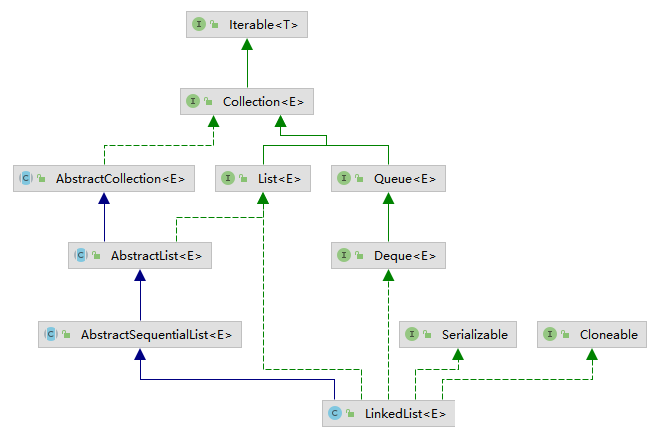 Iterable<T>
Collection<E>
AbstractCollection<E>
List<E>
Queue<E>
AbstractList<E>
Deque<E>
AbstractSequentialList<E>
Serializable
Cloneable
LinkedList<E>